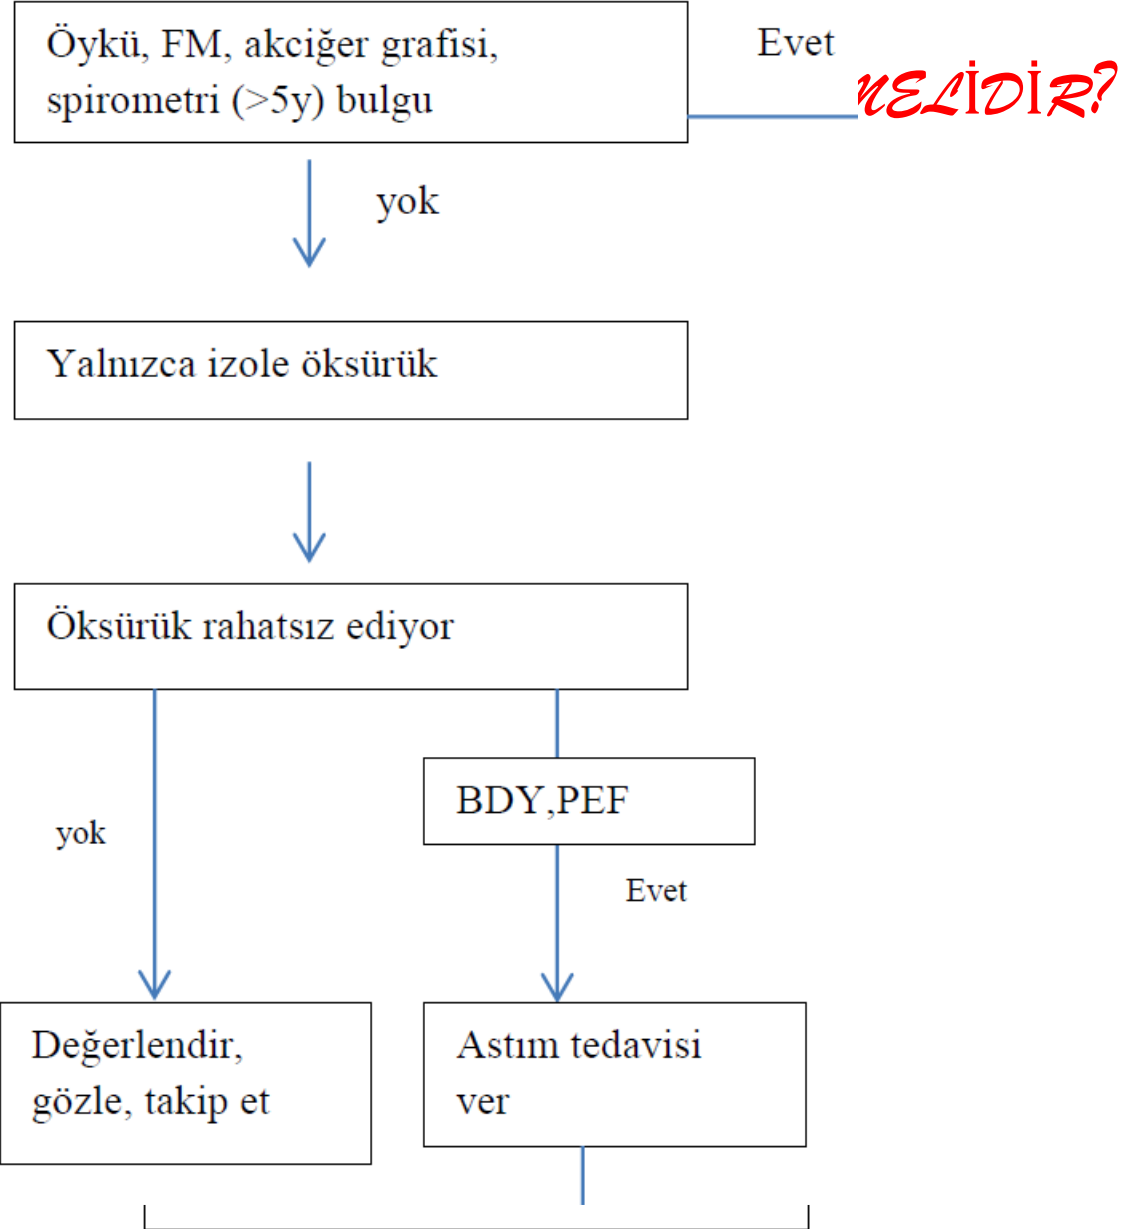 Öykü, FM, akciğer grafisi,
spirometri (>5y) bulgu
Evet
NELİDİR?
yok
Yalnızca izole öksürük
Öksürük rahatsız ediyor
BDY,PEF
yok
Evet
Değerlendir,
gözle, takip et
Astım tedavisi
ver